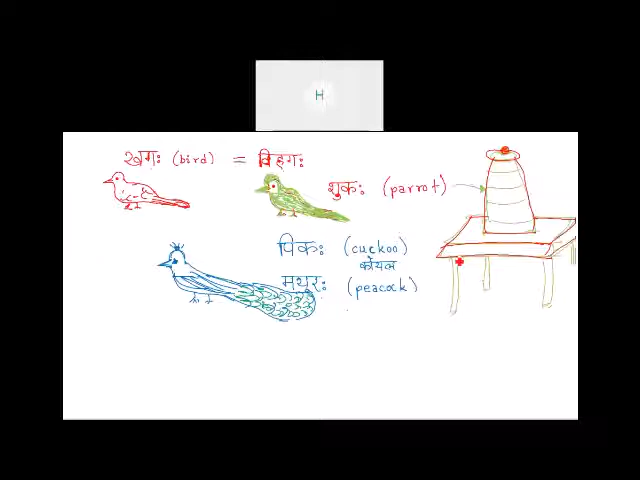 H
खगः (bird) = विहगः
शुकः (parrot)
पिकः (cuckoo)
कोयल
मयूरः (peacock)